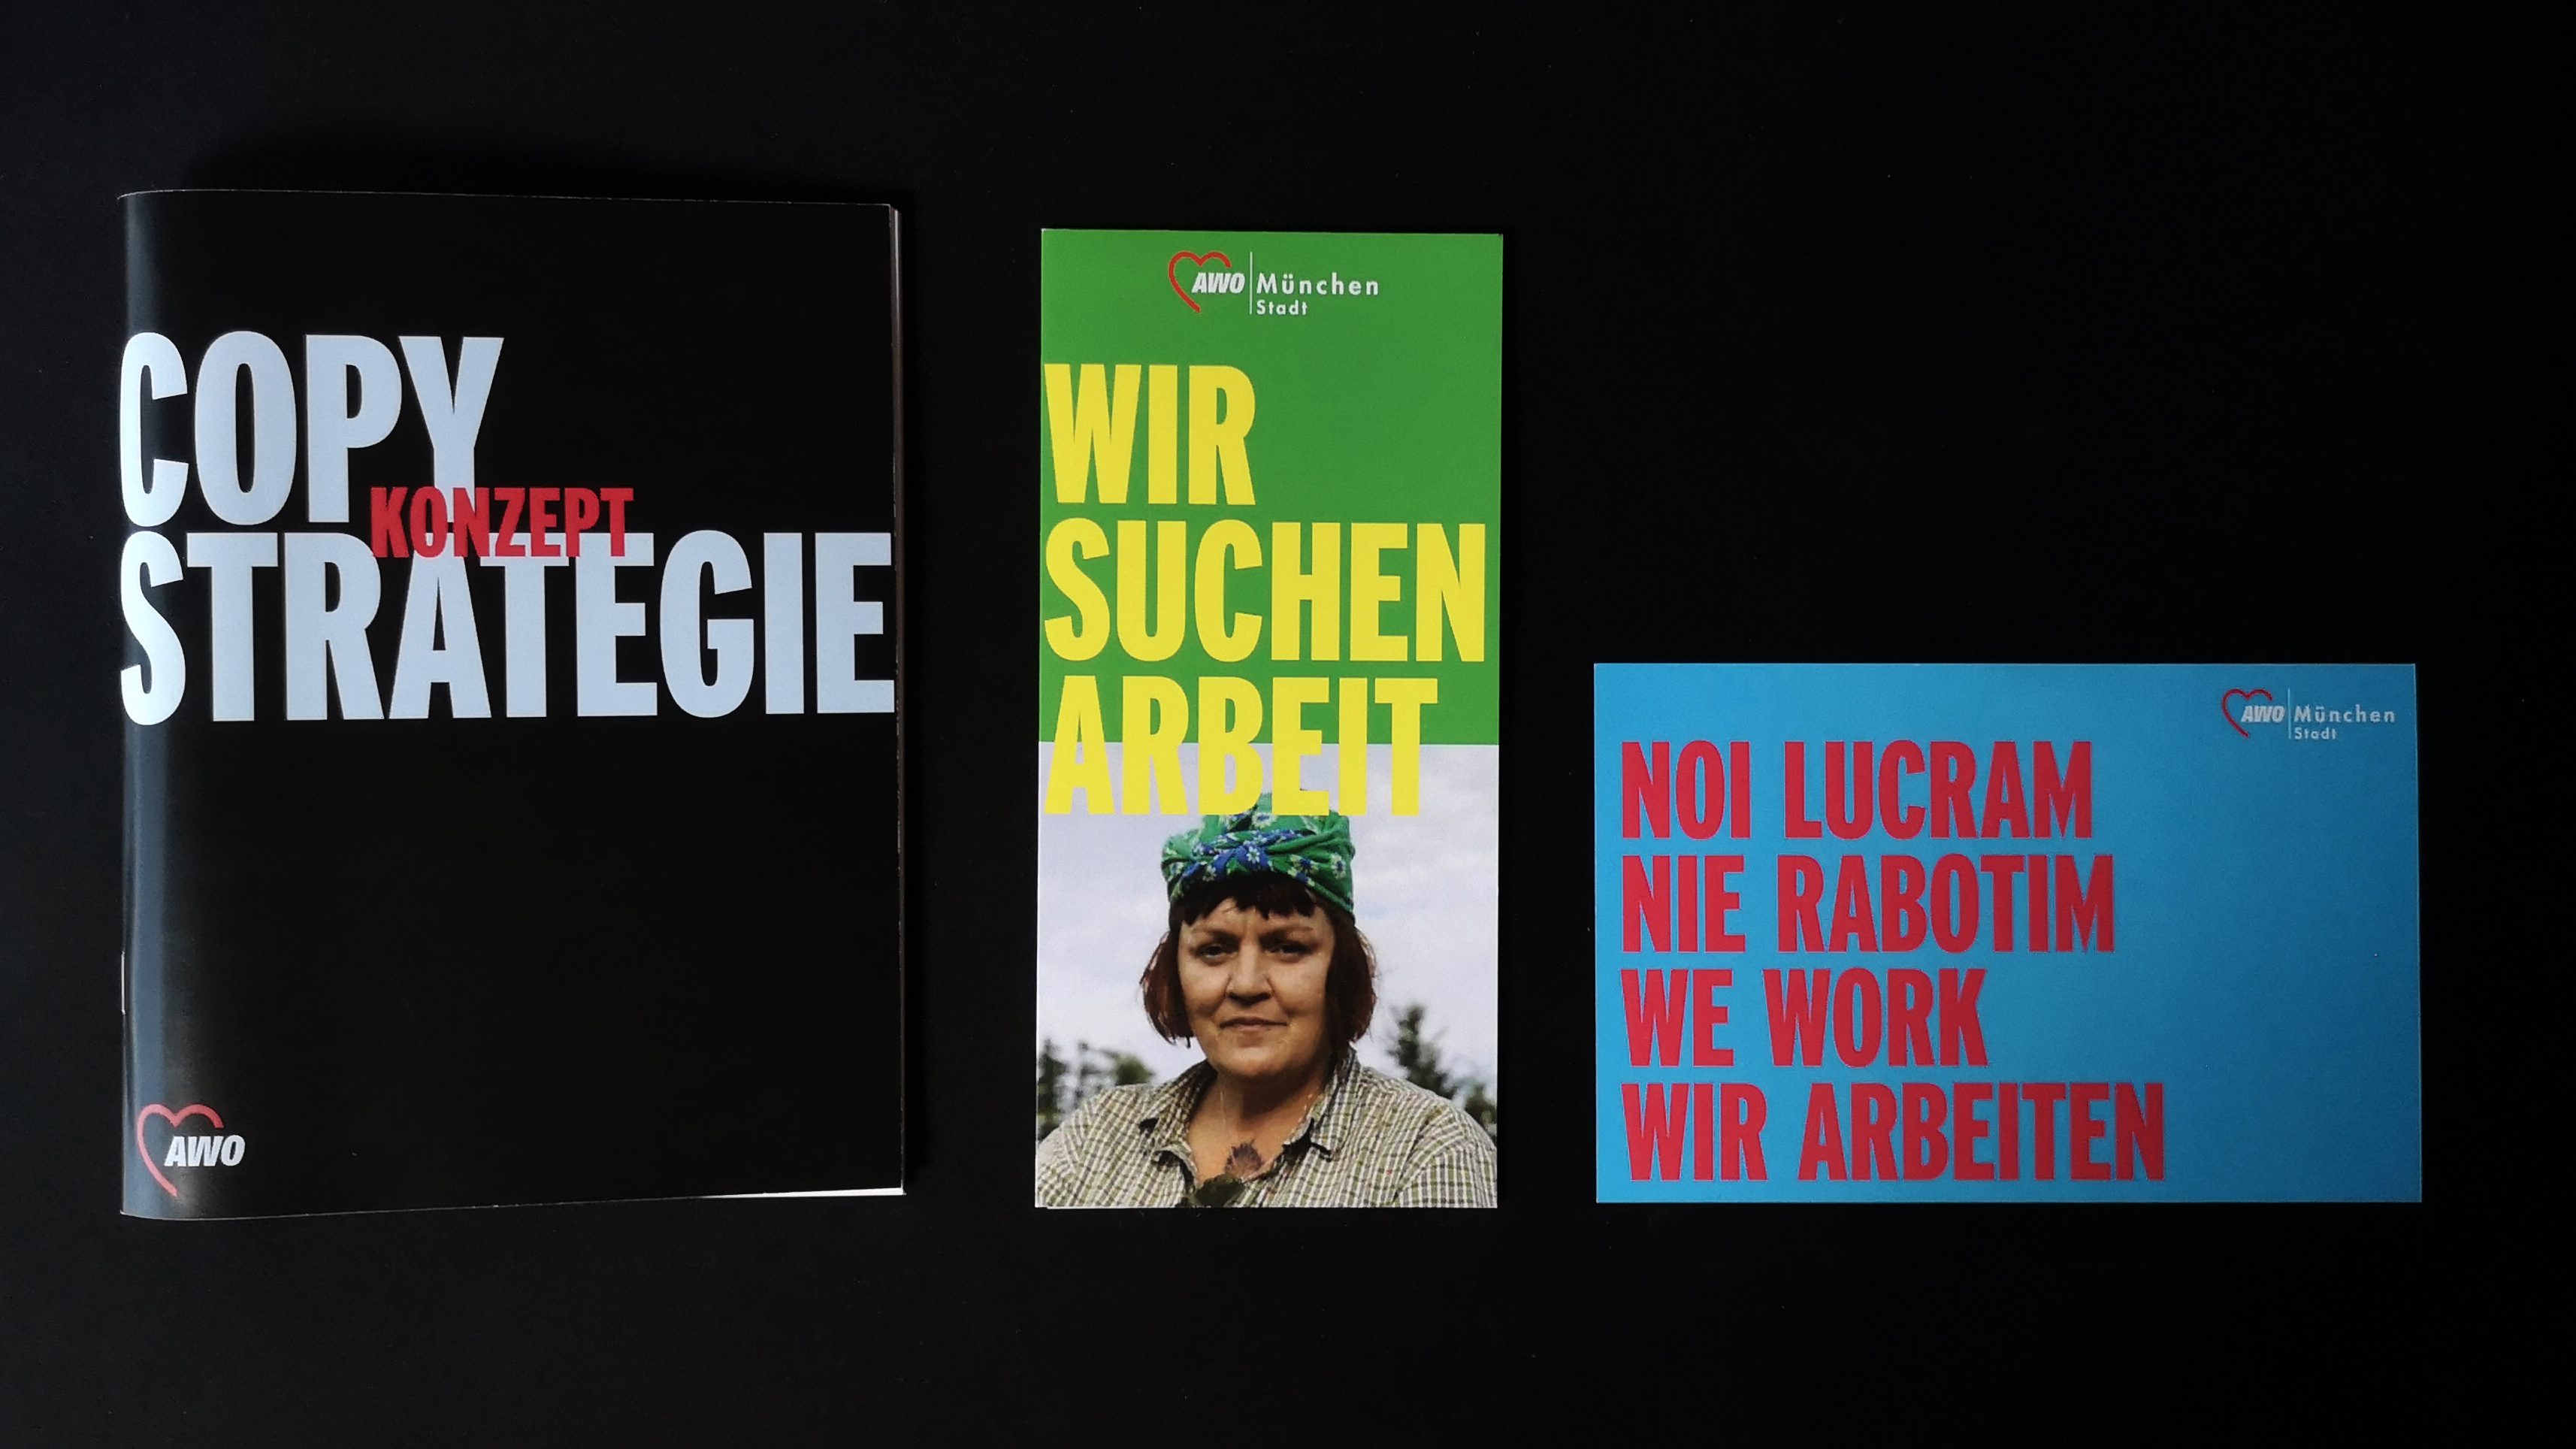 COPY
KONZEPT
STRATEGIE
AWO
AWO München
Stadt
WIR
SUCHEN
ARBEIT
AWO München
Stadt
NOI LUCRAM
NIE RABOTIM
WE WORK
WIR ARBEITEN